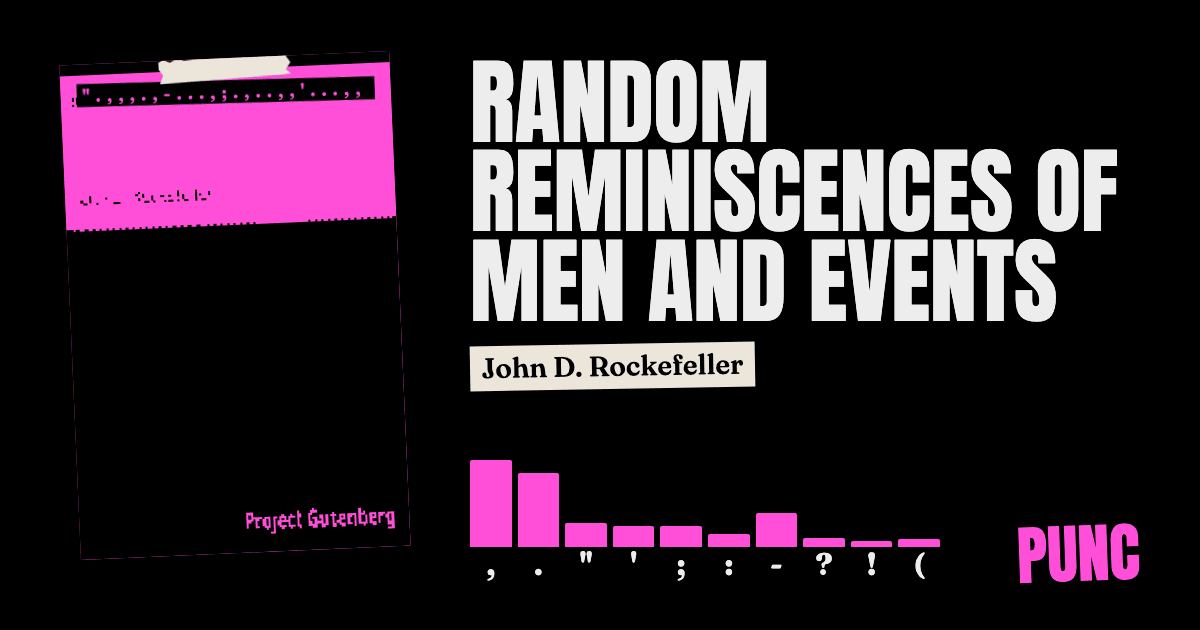 ".,,,.,-...,;.,..,,'...,,
Project Gutenberg
RANDOM
REMINISCENCES OF
MEN AND EVENTS
John D. Rockefeller
, . " ' ; : - ? ! (
PUNC